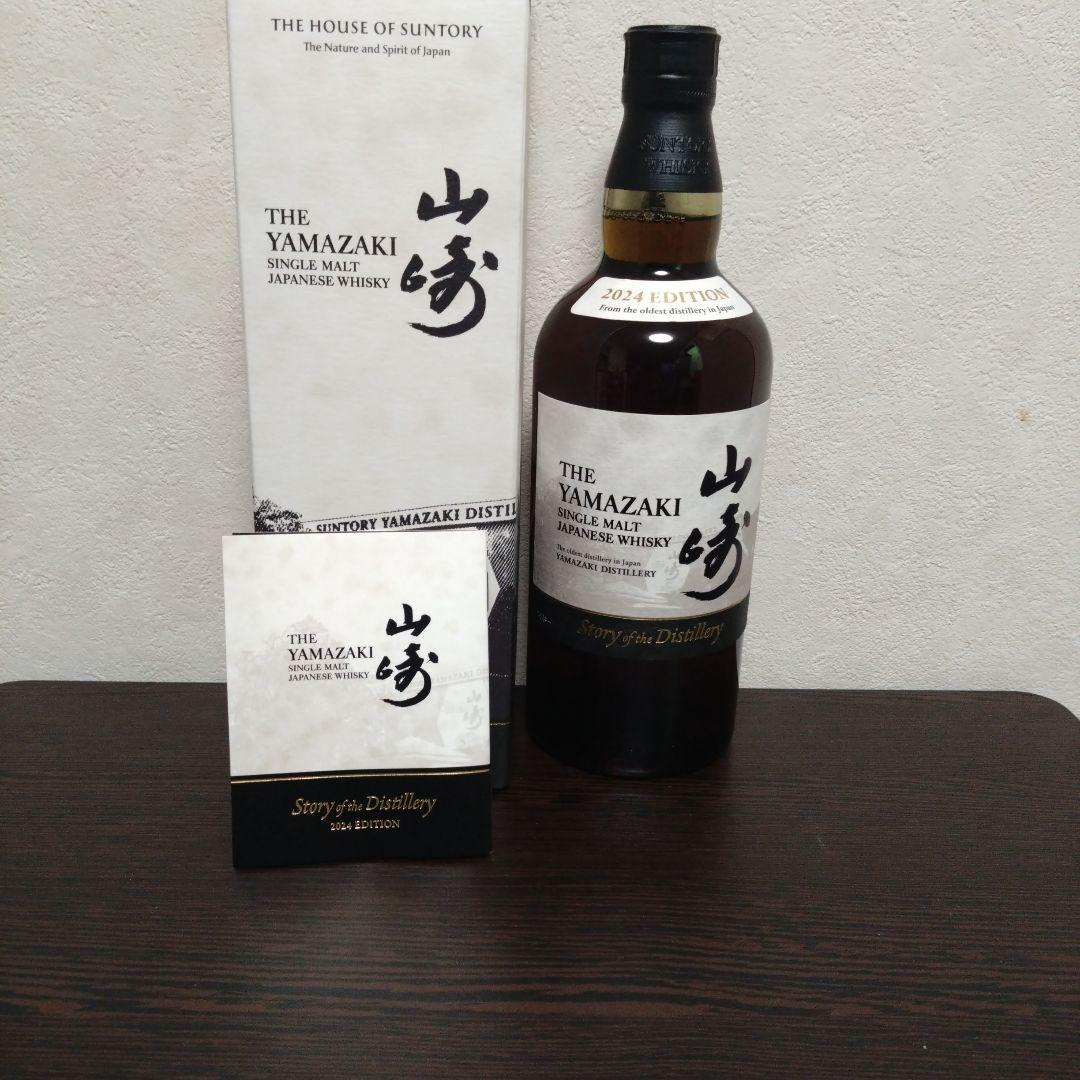 THE HOUSE OF SUNTORY
The Nature and Spirit of Japan
THE
YAMAZAKI
SINGLE MALT
JAPANESE WHISKY
山崎
SUNTORY YAMAZAKI DISTIL
THE
YAMAZAKI
SINGLE MALT
JAPANESE WHISKY
山崎
Story of the Distillery
2024 EDITION
SUNTORY
WHISKY
2024 EDITION
From the oldest distillery in Japan
THE
YAMAZAKI
SINGLE MALT
JAPANESE WHISKY
山崎
The oldest distillery in Japan
YAMAZAKI DISTILLERY
Story of the Distillery